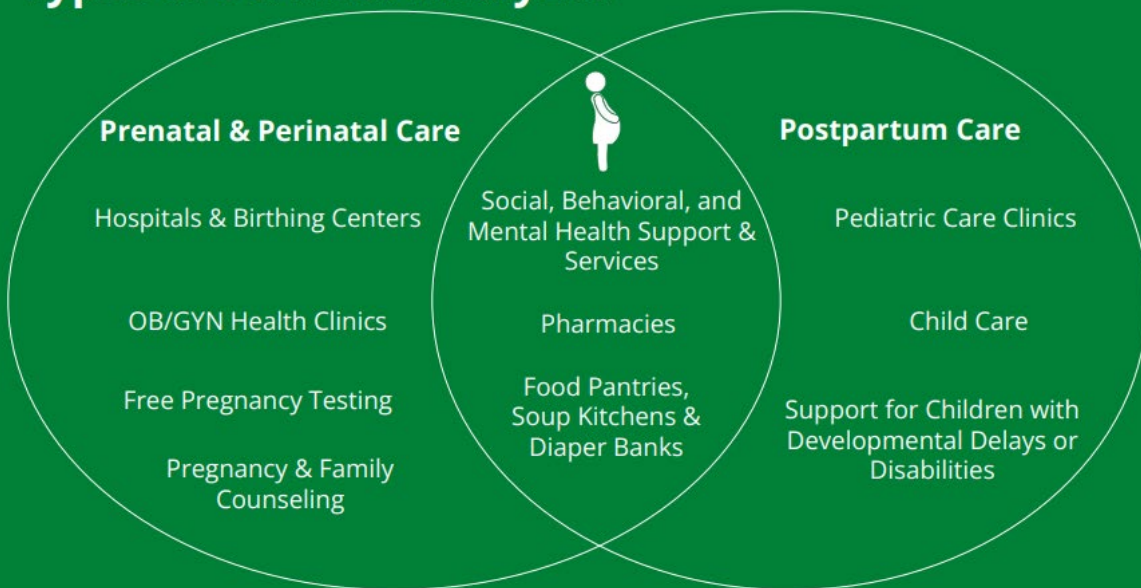 Prenatal & Perinatal Care
Hospitals & Birthing Centers
OB/GYN Health Clinics
Free Pregnancy Testing
Pregnancy & Family
Counseling
Social, Behavioral, and
Mental Health Support &
Services
Pharmacies
Food Pantries,
Soup Kitchens &
Diaper Banks
Postpartum Care
Pediatric Care Clinics
Child Care
Support for Children with
Developmental Delays or
Disabilities